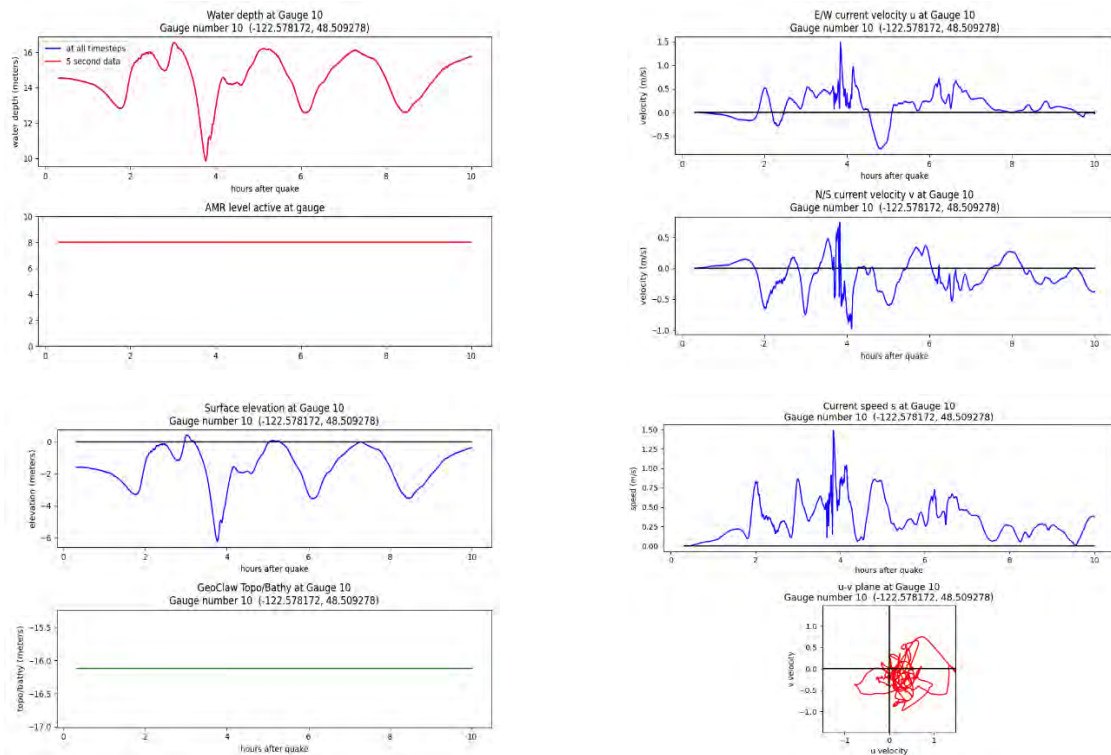 Water depth at Gauge 10
Gauge number 10 (-122.578172, 48.509278)
at all timesteps
5 second data
water depth (meters)
16
14
12
10
0
2
4
6
8
10
hours after quake
AMR level active at gauge
10
8
6
4
2
0
0
2
4
6
8
10
hours after quake
Surface elevation at Gauge 10
Gauge number 10 (-122.578172, 48.509278)
elevation (meters)
0
−2
−4
−6
0
2
4
6
8
10
hours after quake
GeoClaw Topo/Bathy at Gauge 10
Gauge number 10 (-122.578172, 48.509278)
topo/bathy (meters)
−15.5
−16.0
−16.5
−17.0
0
2
4
6
8
10
hours after quake
E/W current velocity u at Gauge 10
Gauge number 10 (-122.578172, 48.509278)
velocity (m/s)
1.5
1.0
0.5
0.0
−0.5
0
2
4
6
8
10
hours after quake
N/S current velocity v at Gauge 10
Gauge number 10 (-122.578172, 48.509278)
velocity (m/s)
0.5
0.0
−0.5
−1.0
0
2
4
6
8
10
hours after quake
Current speed s at Gauge 10
Gauge number 10 (-122.578172, 48.509278)
speed (m/s)
1.50
1.25
1.00
0.75
0.50
0.25
0.00
0
2
4
6
8
10
hours after quake
u-v plane at Gauge 10
Gauge number 10 (-122.578172, 48.509278)
v velocity
1.0
0.5
0.0
−0.5
−1.0
−1
0
1
u velocity